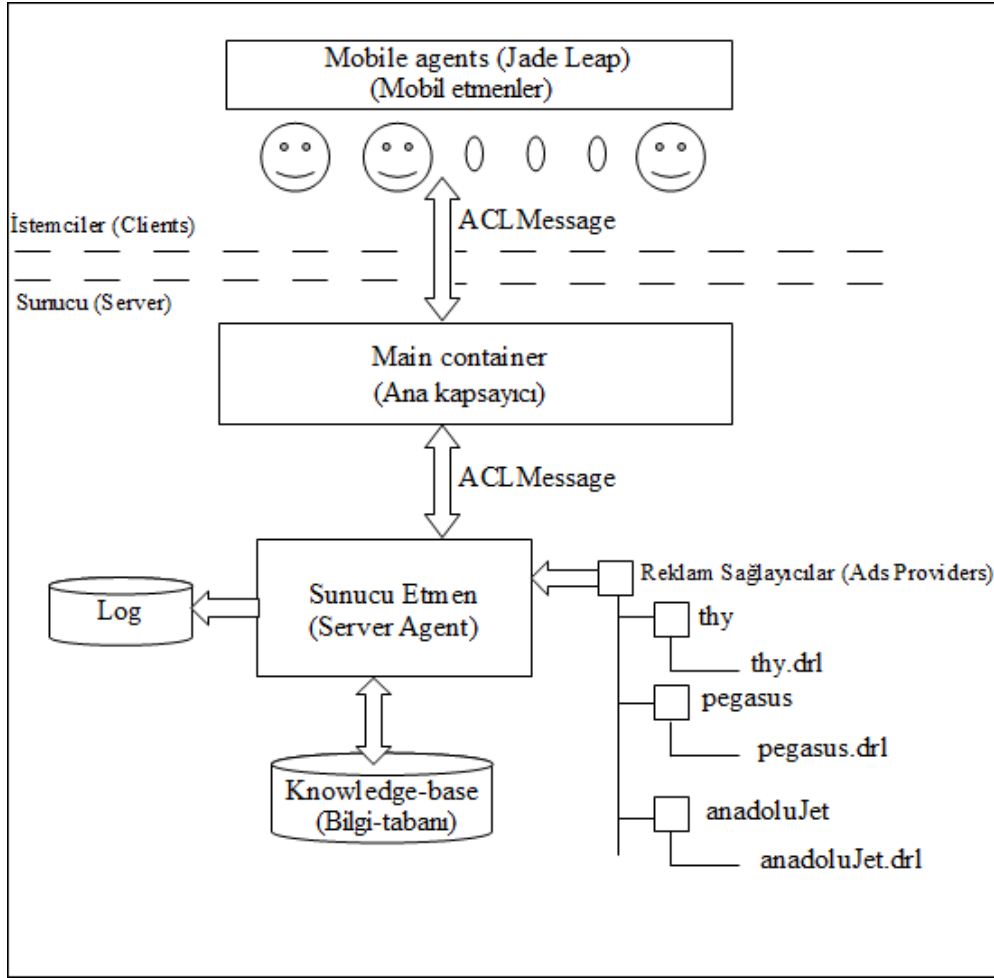 Mobile agents (Jade Leap)
(Mobil etmenler)
ACLMessage
İstemciler (Clients)
Sunucu (Server)
Main container
(Ana kapsayıcı)
ACLMessage
Sunucu Etmen
(Server Agent)
Log
Reklam Sağlayıcılar (Ads Providers)
thy
thy.drl
pegasus
pegasus.drl
anadoluJet
anadoluJet.drl
Knowledge-base
(Bilgi-tabanı)